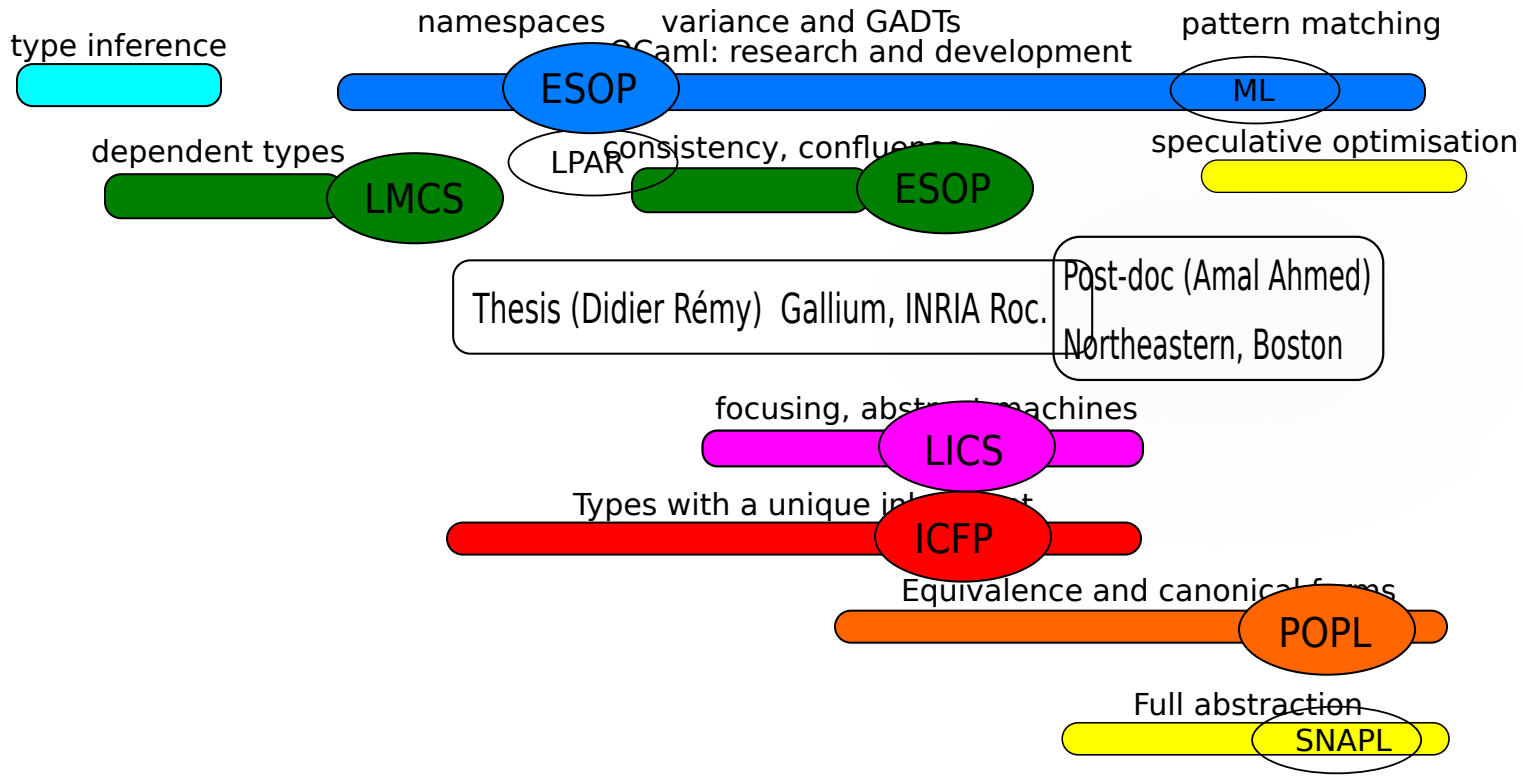 namespaces
variance and GADTs
pattern matching
type inference
OCaml: research and development
ESOP
ML
dependent types
LPAR
consistency, confluence
speculative optimisation
LMCS
ESOP
Thesis (Didier Rémy) Gallium, INRIA Roc.
Post-doc (Amal Ahmed)
Northeastern, Boston
focusing, abstract machines
LICS
Types with a unique
ICFP
Equivalence and canonical forms
POPL
Full abstraction
SNAPL